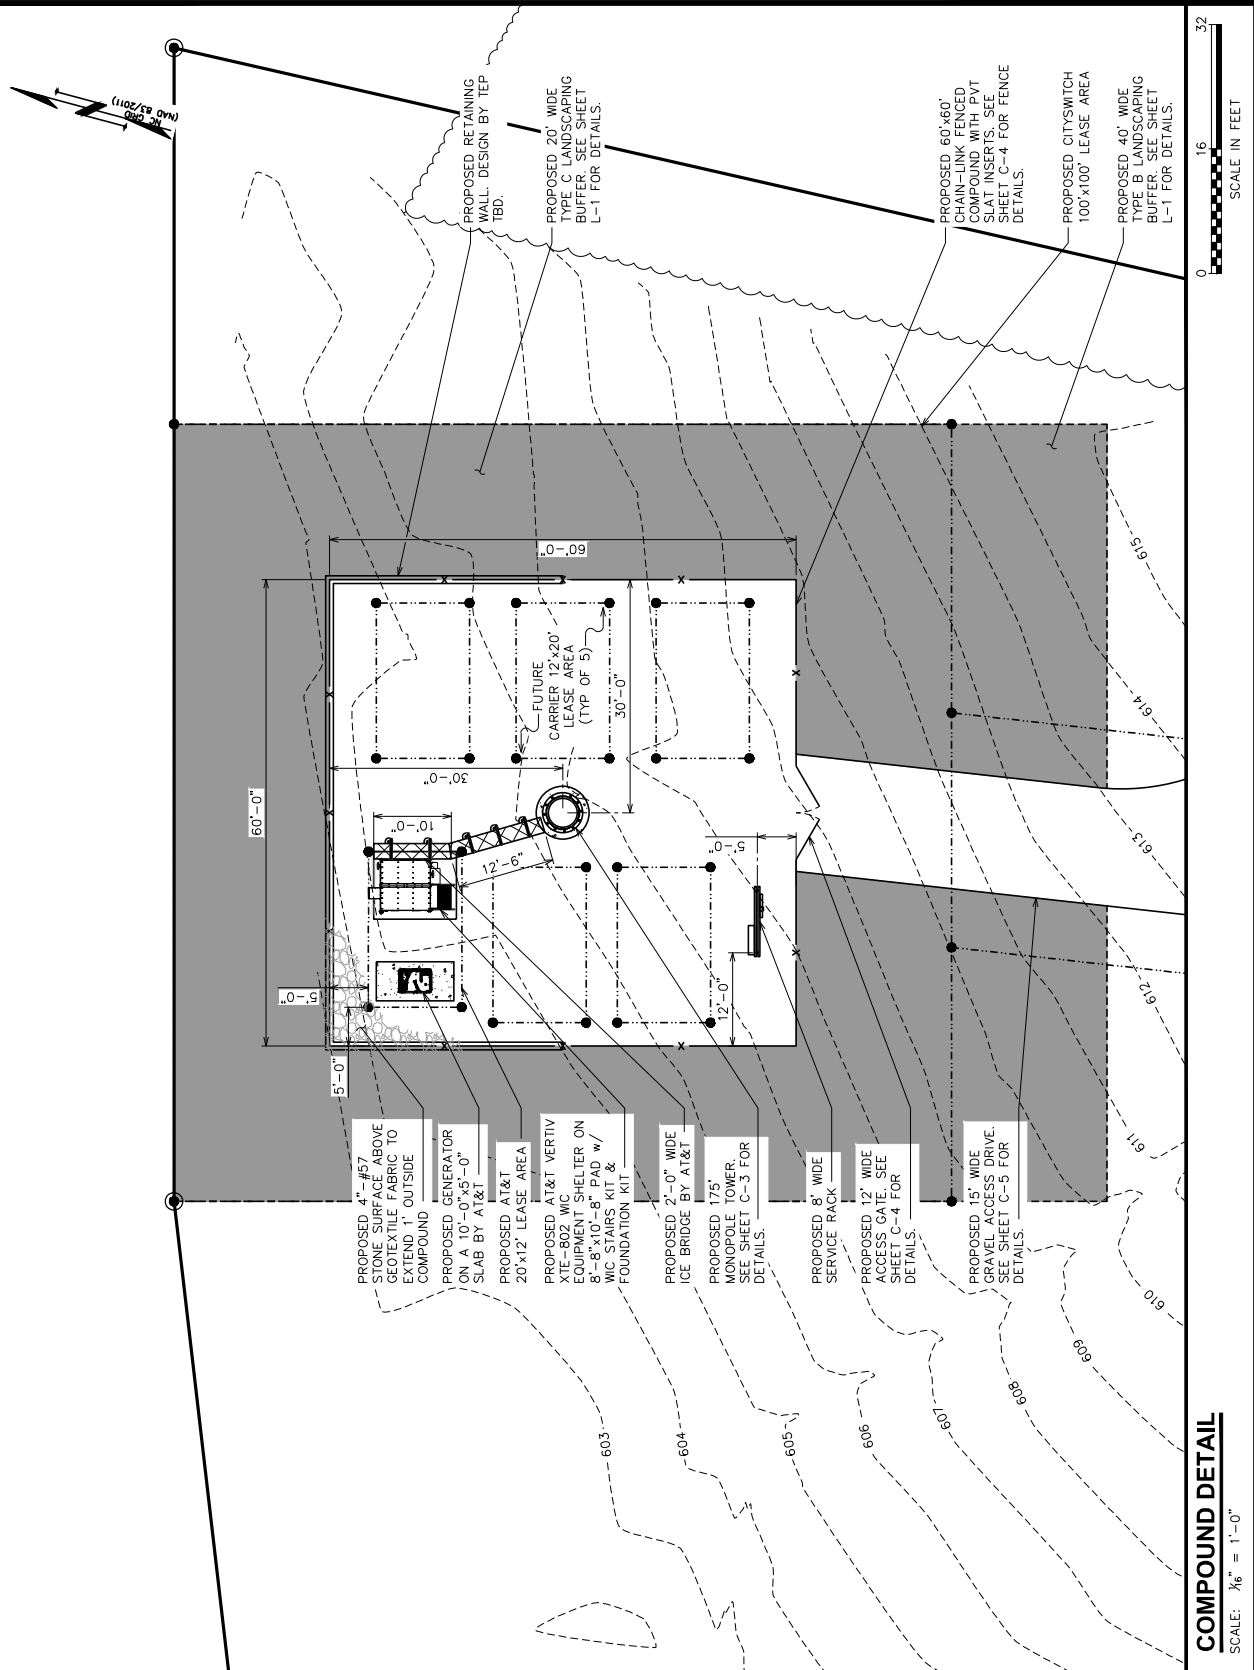 NC GRID
(NAD 83/2011)
PROPOSED RETAINING
WALL. DESIGN BY TEP
TBD.
PROPOSED 20' WIDE
TYPE C LANDSCAPING
BUFFER. SEE SHEET
L-1 FOR DETAILS.
PROPOSED 60'x60'
CHAIN-LINK FENCED
COMPOUND WITH PVT
SLAT INSERTS. SEE
SHEET C-4 FOR FENCE
DETAILS.
PROPOSED CITYSWITCH
100'x100' LEASE AREA
PROPOSED 40' WIDE
TYPE B LANDSCAPING
BUFFER. SEE SHEET
L-1 FOR DETAILS.
60'-0"
60'-0"
FUTURE
CARRIER 12'x20'
LEASE AREA
(TYP OF 5)
30'-0"
30'-0"
10'-0"
12'-6"
5'-0"
12'-0"
5'-0"
5'-0"
PROPOSED 4"-#57
STONE SURFACE ABOVE
GEOTEXTILE FABRIC TO
EXTEND 1' OUTSIDE
COMPOUND
PROPOSED GENERATOR
ON A 10'-0"x5'-0"
SLAB BY AT&T
PROPOSED AT&T
20'x12' LEASE AREA
PROPOSED AT&T VERTIV
XTE-802 WIC
EQUIPMENT SHELTER ON
8'-8"x10'-8" PAD w/
WIC STAIRS KIT &
FOUNDATION KIT
PROPOSED 2'-0" WIDE
ICE BRIDGE BY AT&T
PROPOSED 175'
MONOPOLE TOWER.
SEE SHEET C-3 FOR
DETAILS.
PROPOSED 8' WIDE
SERVICE RACK
PROPOSED 12' WIDE
ACCESS GATE. SEE
SHEET C-4 FOR
DETAILS.
PROPOSED 15' WIDE
GRAVEL ACCESS DRIVE.
SEE SHEET C-5 FOR
DETAILS.
603
604
605
606
607
608
609
610
611
612
613
614
615
COMPOUND DETAIL
SCALE: 1/16" = 1'-0"
0 16 32
SCALE IN FEET